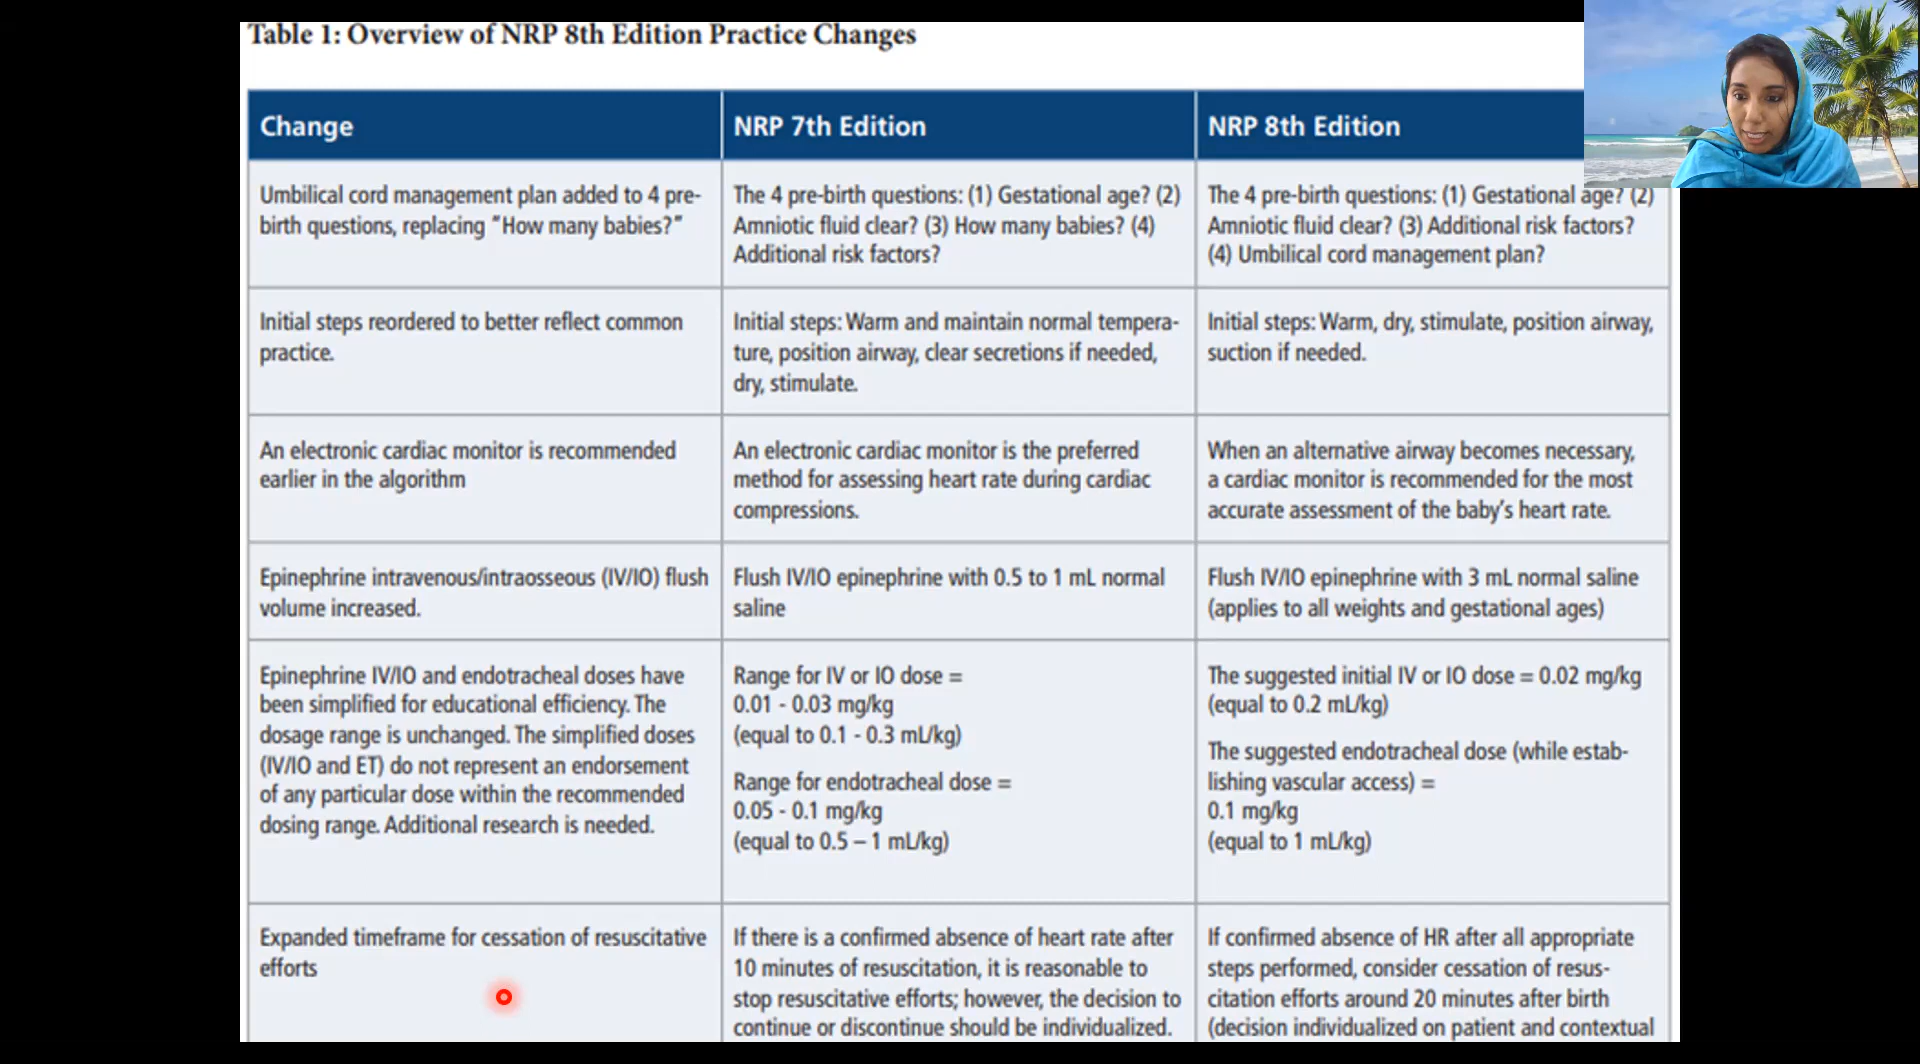 Table 1: Overview of NRP 8th Edition Practice Changes
Change
NRP 7th Edition
NRP 8th Edition
Umbilical cord management plan added to 4 pre-
birth questions, replacing "How many babies?"
The 4 pre-birth questions: (1) Gestational age? (2)
Amniotic fluid clear? (3) How many babies? (4)
Additional risk factors?
The 4 pre-birth questions: (1) Gestational age? (2)
Amniotic fluid clear? (3) Additional risk factors?
(4) Umbilical cord management plan?
Initial steps reordered to better reflect common
practice.
Initial steps: Warm and maintain normal tempera-
ture, position airway, clear secretions if needed,
dry, stimulate.
Initial steps: Warm, dry, stimulate, position airway,
suction if needed.
An electronic cardiac monitor is recommended
earlier in the algorithm
An electronic cardiac monitor is the preferred
method for assessing heart rate during cardiac
compressions.
When an alternative airway becomes necessary,
a cardiac monitor is recommended for the most
accurate assessment of the baby's heart rate.
Epinephrine intravenous/intraosseous (IV/IO) flush
volume increased.
Flush IV/IO epinephrine with 0.5 to 1 mL normal
saline
Flush IV/IO epinephrine with 3 mL normal saline
(applies to all weights and gestational ages)
Epinephrine IV/IO and endotracheal doses have
been simplified for educational efficiency. The
dosage range is unchanged. The simplified doses
(IV/IO and ET) do not represent an endorsement
of any particular dose within the recommended
dosing range. Additional research is needed.
Range for IV or IO dose =
0.01 - 0.03 mg/kg
(equal to 0.1 - 0.3 mL/kg)
Range for endotracheal dose =
0.05 - 0.1 mg/kg
(equal to 0.5 – 1 mL/kg)
The suggested initial IV or IO dose = 0.02 mg/kg
(equal to 0.2 mL/kg)
The suggested endotracheal dose (while estab-
lishing vascular access) =
0.1 mg/kg
(equal to 1 mL/kg)
Expanded timeframe for cessation of resuscitative
efforts
If there is a confirmed absence of heart rate after
10 minutes of resuscitation, it is reasonable to
stop resuscitative efforts; however, the decision to
continue or discontinue should be individualized.
If confirmed absence of HR after all appropriate
steps performed, consider cessation of resus-
citation efforts around 20 minutes after birth
(decision individualized on patient and contextual